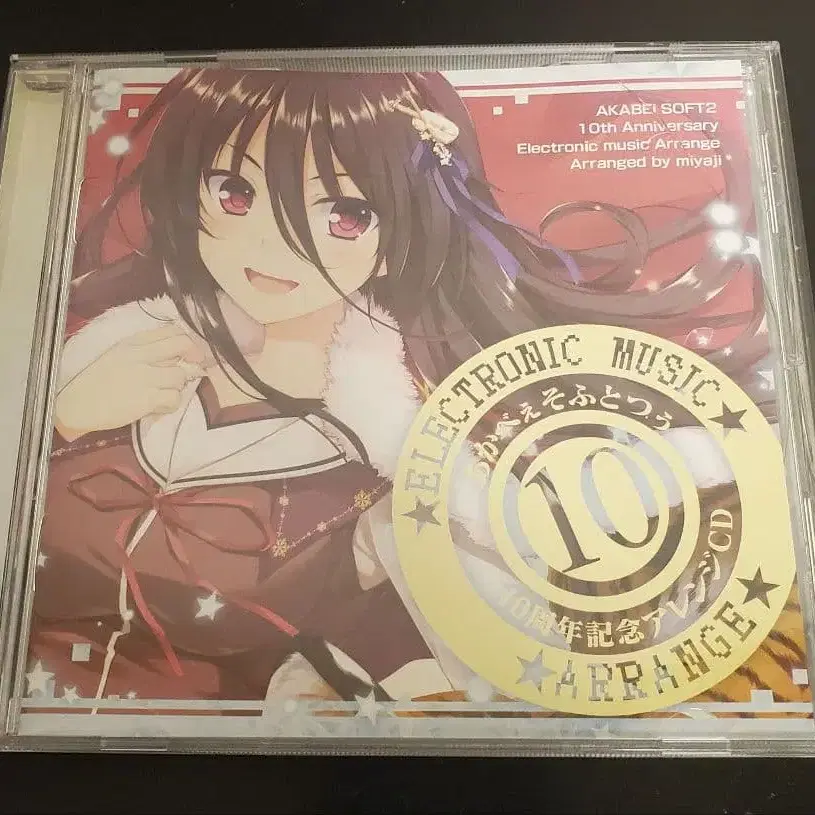 AKABEI SOFT2
10th Anniversary
Electronic music Arrange
Arranged by miyaji
ELECTRONIC MUSIC
あかべぇそふとつぅ
10
10周年記念アレンジCD
ARRANGE